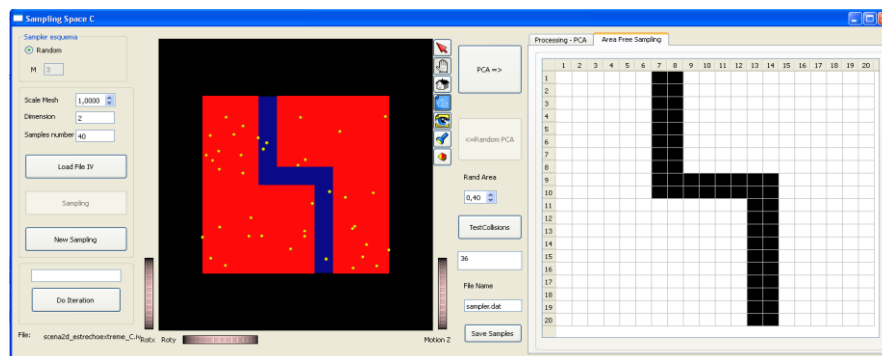 Sampling Space C
Sampler esquema
Random
M 3
Scale Mesh 1,0000
Dimension 2
Samples number 40
Load File IV
Sampling
New Sampling
Do Iteration
File: scena2d_estrechoextreme_C.iv
Rotx Roty
Motion Z
PCA =>
<=Random PCA
Rand Area
0,40
TestCollisions
36
File Name
sampler.dat
Save Samples
Processing - PCA
Area Free Sampling
1 2 3 4 5 6 7 8 9 10 11 12 13 14 15 16 17 18 19 20
1
2
3
4
5
6
7
8
9
10
11
12
13
14
15
16
17
18
19
20